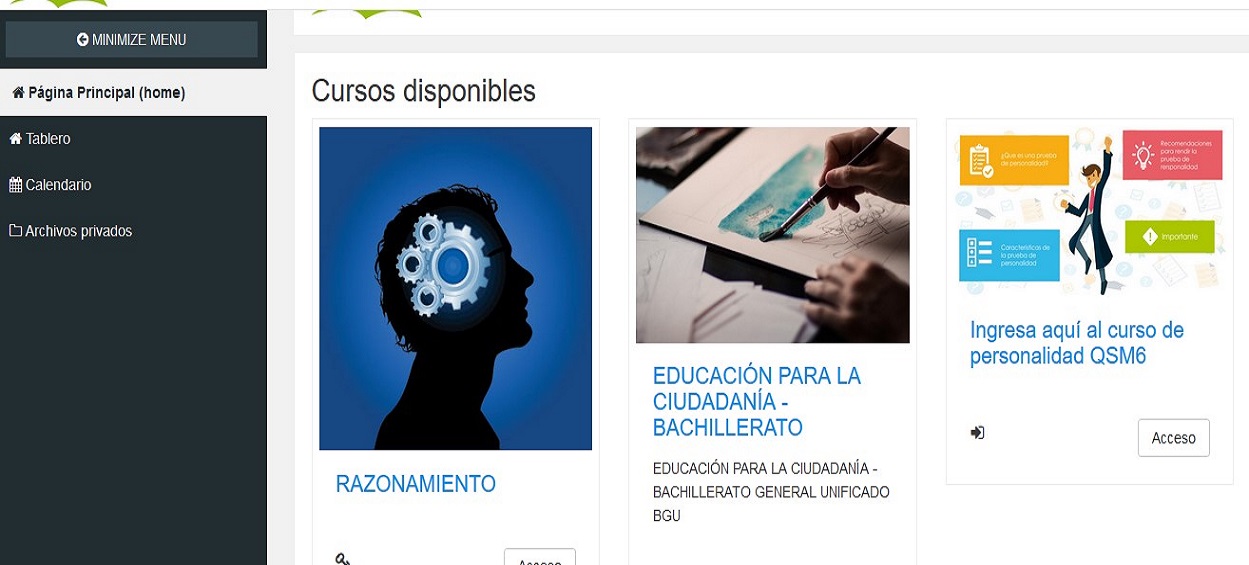 MINIMIZE MENU
Página Principal (home)
Tablero
Calendario
Archivos privados
Cursos disponibles
RAZONAMIENTO
Acceso
EDUCACIÓN PARA LA
CIUDADANÍA -
BACHILLERATO
EDUCACIÓN PARA LA CIUDADANÍA -
BACHILLERATO GENERAL UNIFICADO
BGU
¿Que es una prueba
de personalidad?
Recomendaciones
para rendir la
prueba de
responalidad
Características de
la prueba de
personalidad
Importante
Ingresa aquí al curso de
personalidad QSM6
Acceso